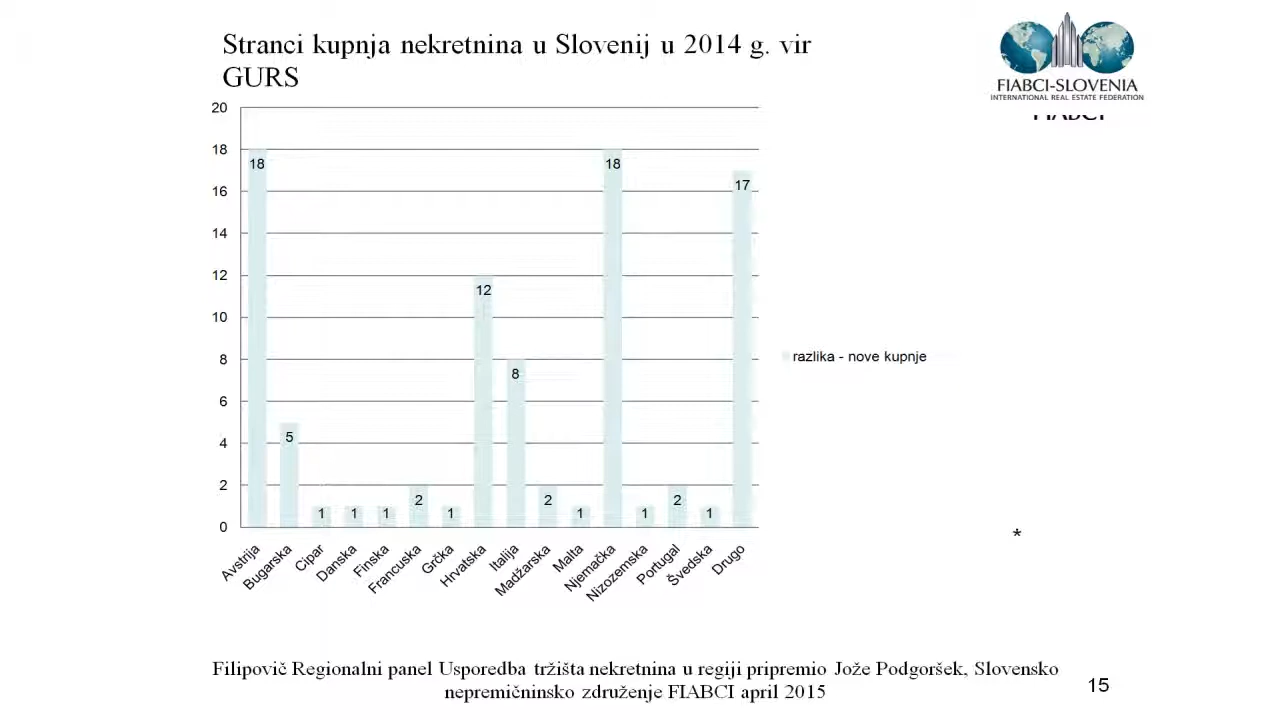 Stranci kupnja nekretnina u Slovenij u 2014 g. vir
GURS
FIABCI-SLOVENIA
INTERNATIONAL REAL ESTATE FEDERATION
FIABCI
20
18
16
14
12
10
8
6
4
2
0
18
5
1
1
1
2
1
12
8
2
1
18
1
2
1
17
Avstrija
Bugarska
Cipar
Danska
Finska
Francuska
Grčka
Hrvatska
Italija
Madžarska
Malta
Njemačka
Nizozemska
Portugal
Švedska
Drugo
razlika - nove kupnje
*
Filipovič Regionalni panel Usporedba tržišta nekretnina u regiji pripremio Jože Podgoršek, Slovensko
nepremičninsko združenje FIABCI april 2015
15